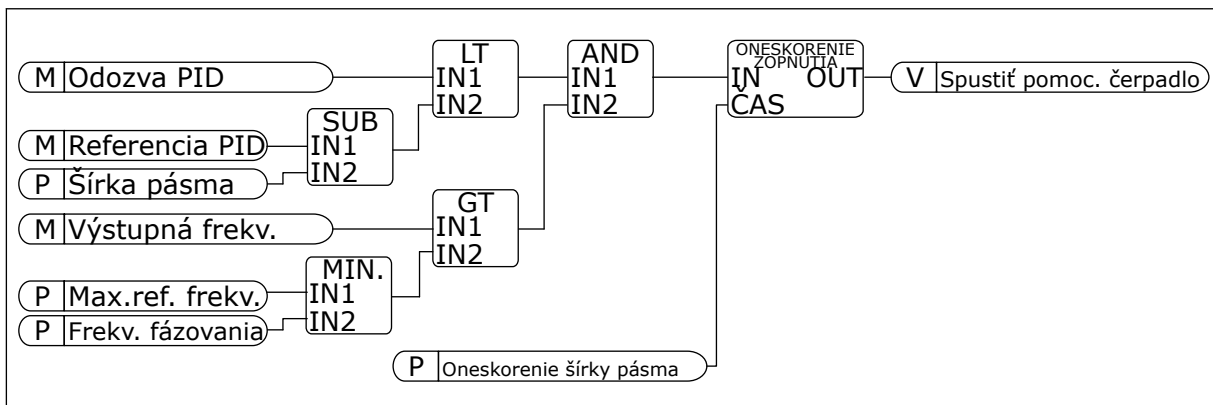 M Odozva PID
M Referencia PID
P Šírka pásma
M Výstupná frekv.
P Max.ref. frekv.
P Frekv. fázovania
SUB
IN1
IN2
MIN.
IN1
IN2
LT
IN1
IN2
GT
IN1
IN2
P Oneskorenie šírky pásma
AND
IN1
IN2
ONESKORENIE
ZOPNUTIA
IN OUT
ČAS
V Spustiť pomoc. čerpadlo